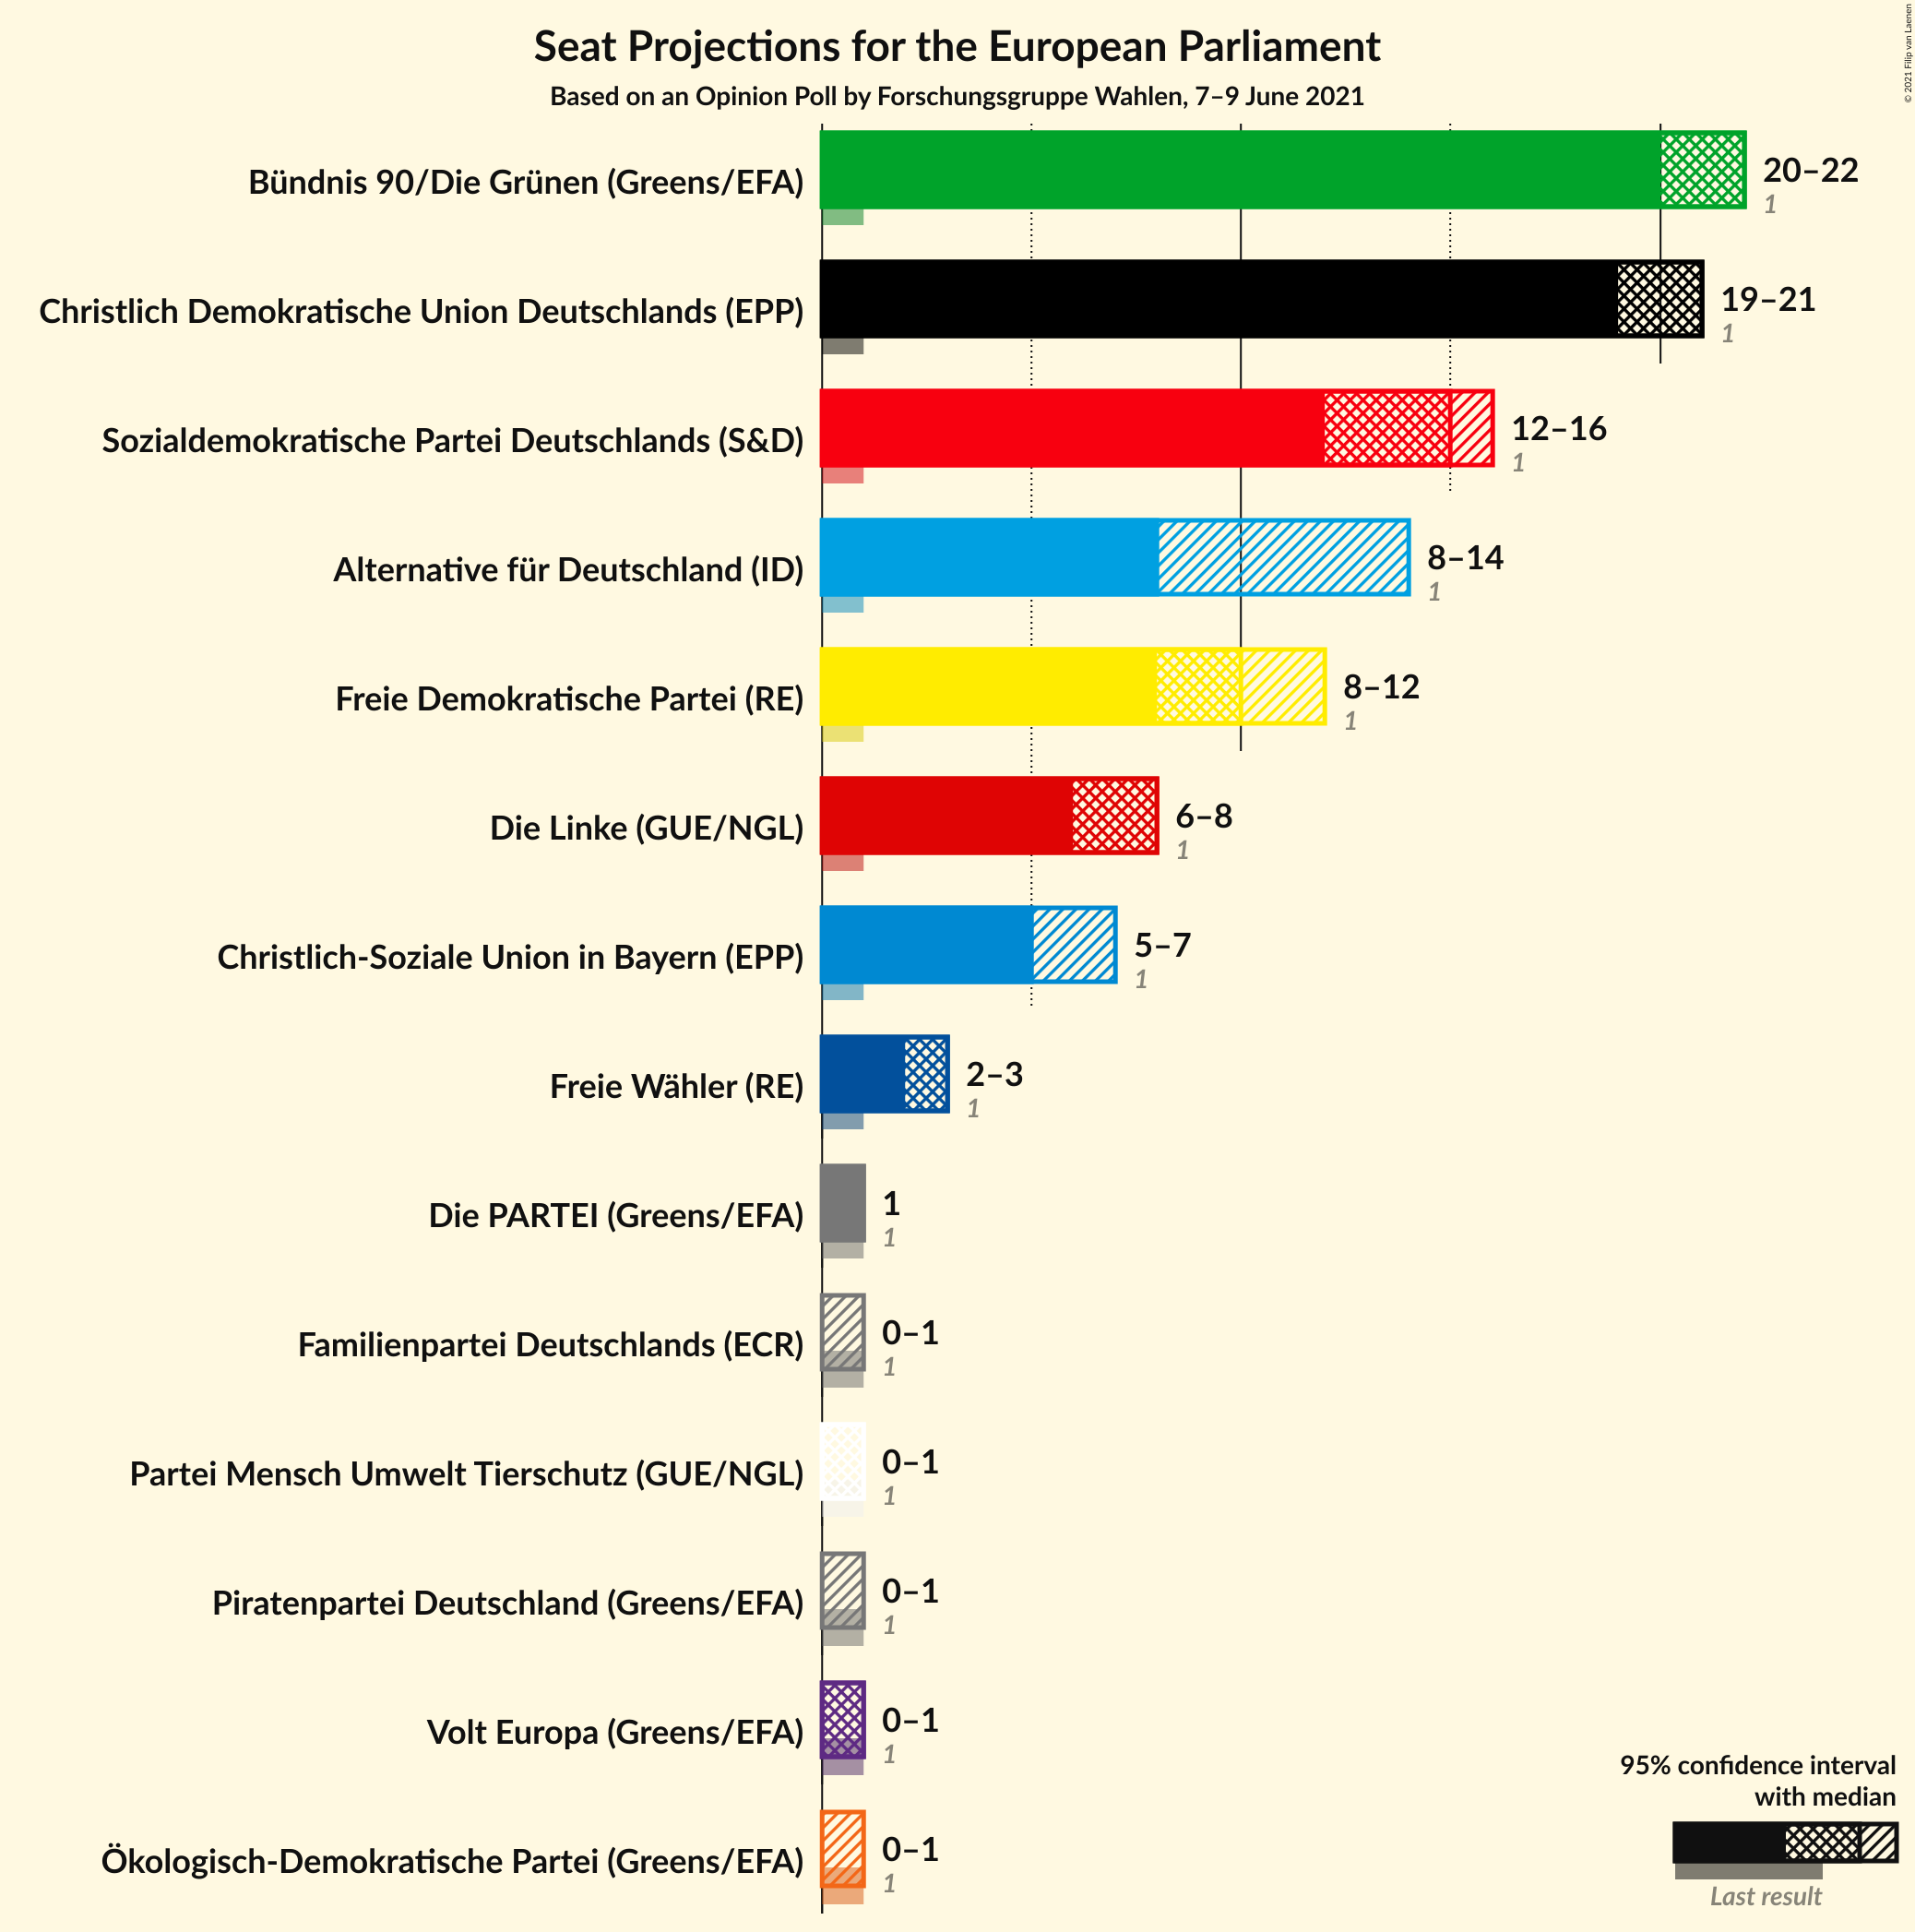 Seat Projections for the European Parliament
Based on an Opinion Poll by Forschungsgruppe Wahlen, 7–9 June 2021
© 2021 Filip van Laenen
Bündnis 90/Die Grünen (Greens/EFA)
20–22
1
Christlich Demokratische Union Deutschlands (EPP)
19–21
1
Sozialdemokratische Partei Deutschlands (S&D)
12–16
1
Alternative für Deutschland (ID)
8–14
1
Freie Demokratische Partei (RE)
8–12
1
Die Linke (GUE/NGL)
6–8
1
Christlich-Soziale Union in Bayern (EPP)
5–7
1
Freie Wähler (RE)
2–3
1
Die PARTEI (Greens/EFA)
1
1
Familienpartei Deutschlands (ECR)
0–1
1
Partei Mensch Umwelt Tierschutz (GUE/NGL)
0–1
1
Piratenpartei Deutschland (Greens/EFA)
0–1
1
Volt Europa (Greens/EFA)
0–1
1
Ökologisch-Demokratische Partei (Greens/EFA)
0–1
1
95% confidence interval
with median
Last result